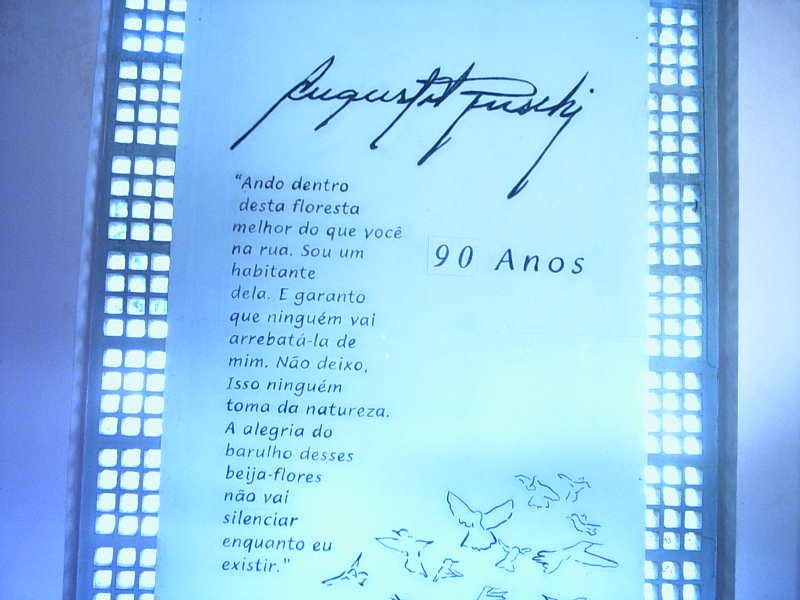 Augusto Ruschi
"Ando dentro
desta floresta
melhor do que você
na rua. Sou um
habitante
dela. E garanto
que ninguém vai
arrebatá-la de
mim. Não deixo,
Isso ninguém
toma da natureza.
A alegria do
barulho desses
beija-flores
não vai
silenciar
enquanto eu
existir."
90 Anos